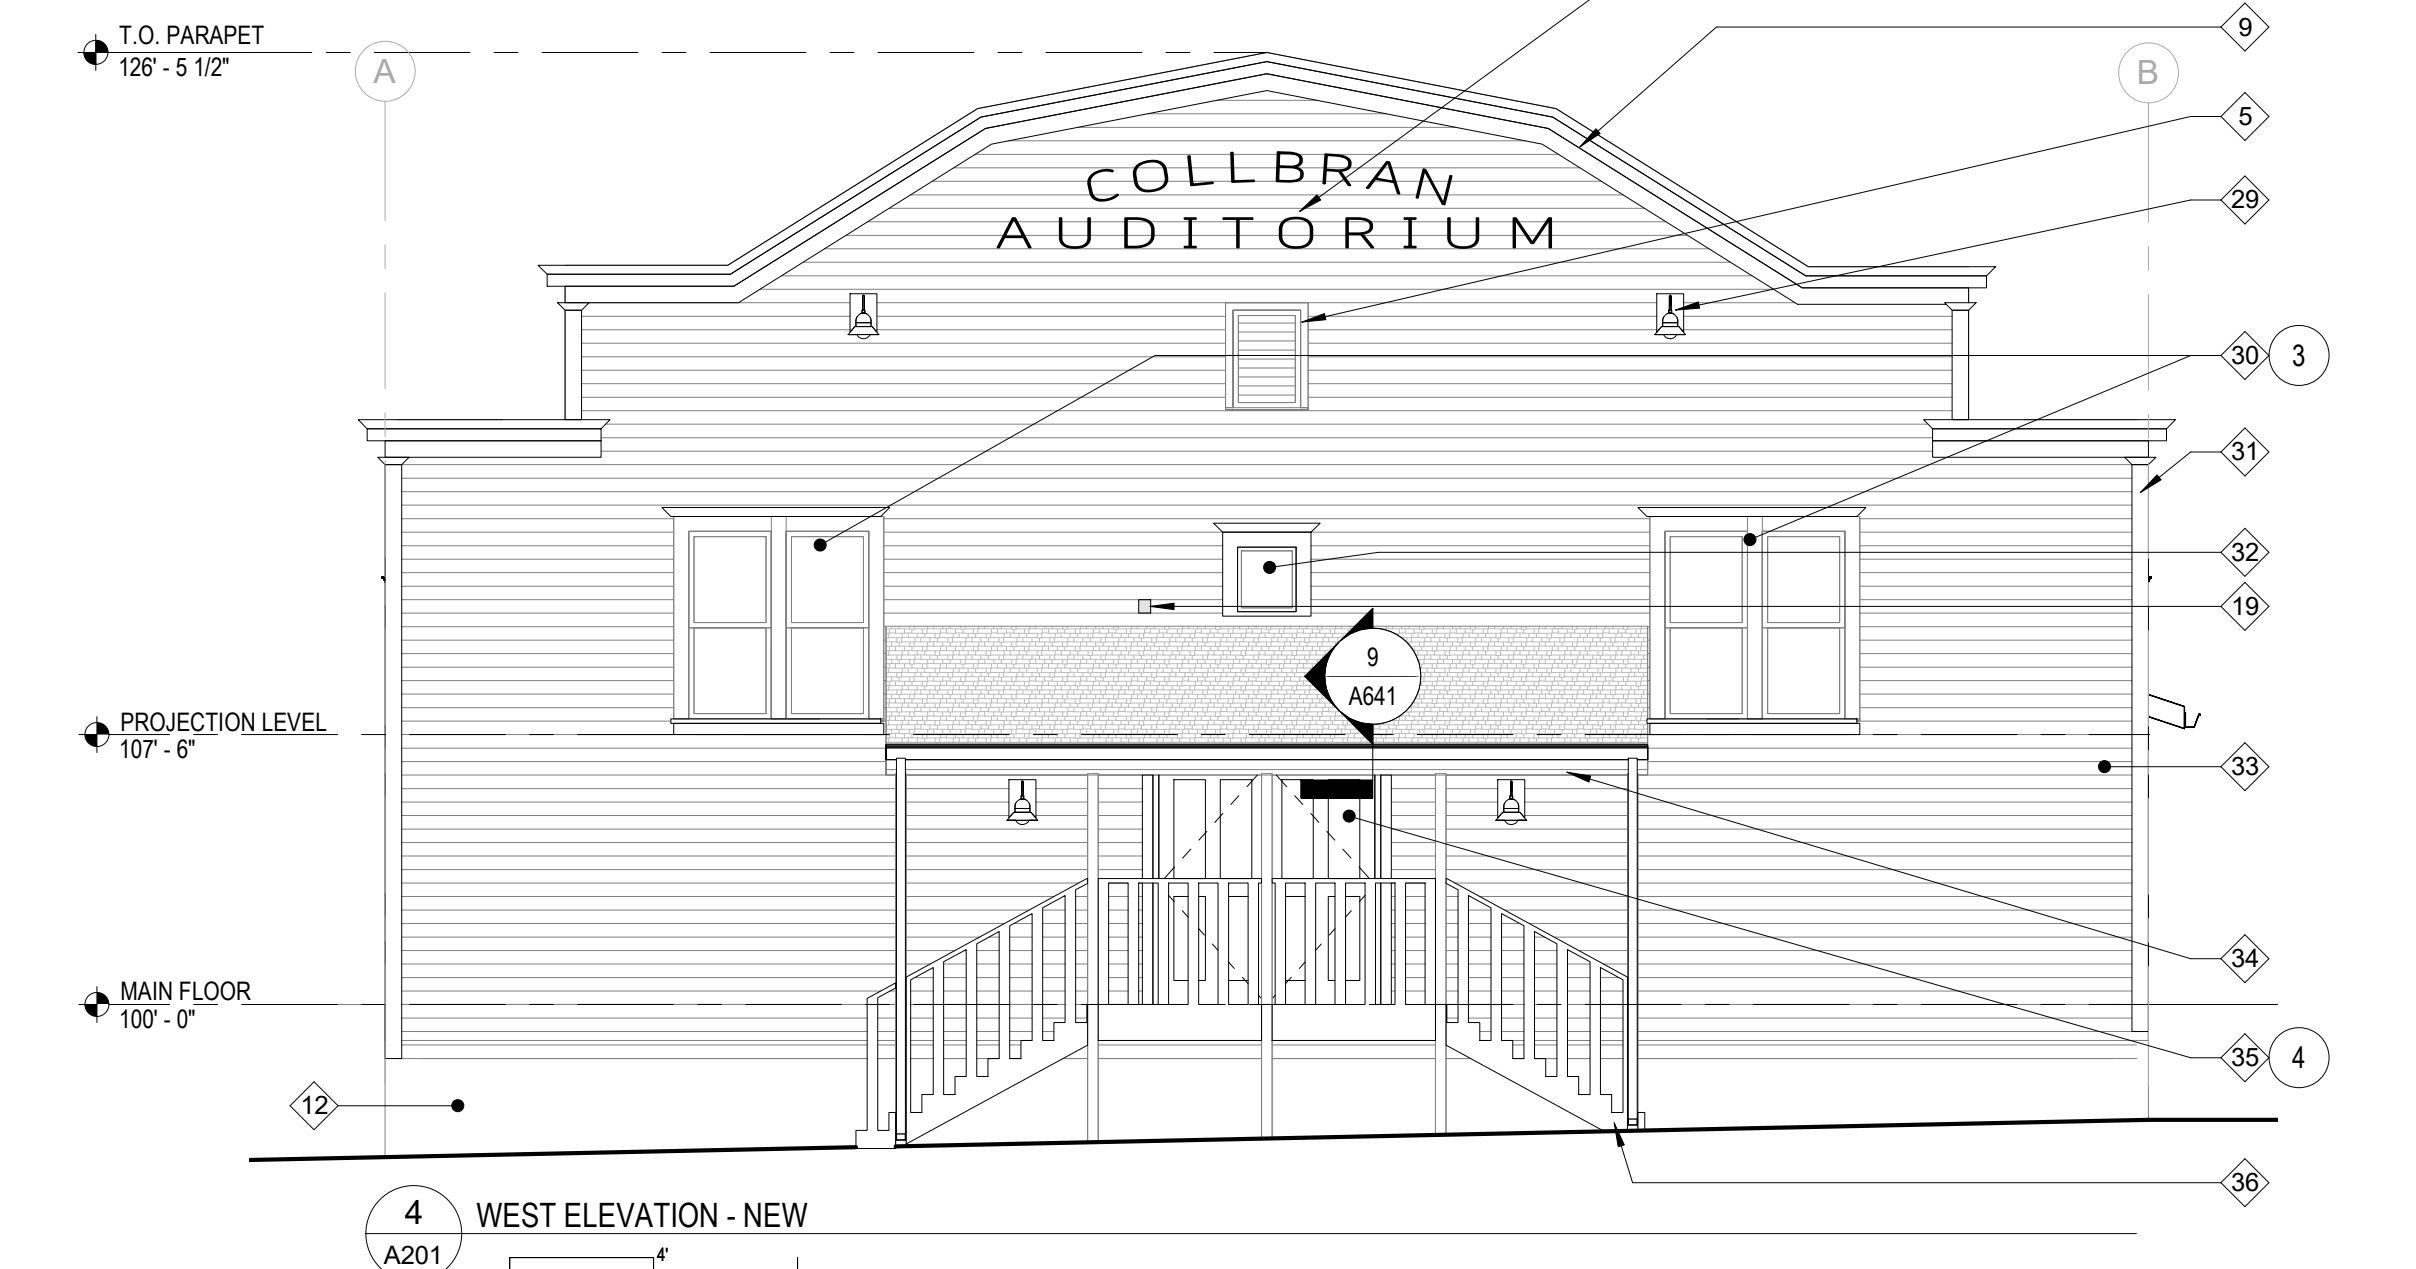 T.O. PARAPET
126' - 5 1/2"
A
B
9
5
29
COLLBRAN
AUDITORIUM
30
3
31
32
19
9
A641
PROJECTION LEVEL
107' - 6"
33
34
MAIN FLOOR
100' - 0"
35
4
12
36
4
A201
WEST ELEVATION - NEW
4'